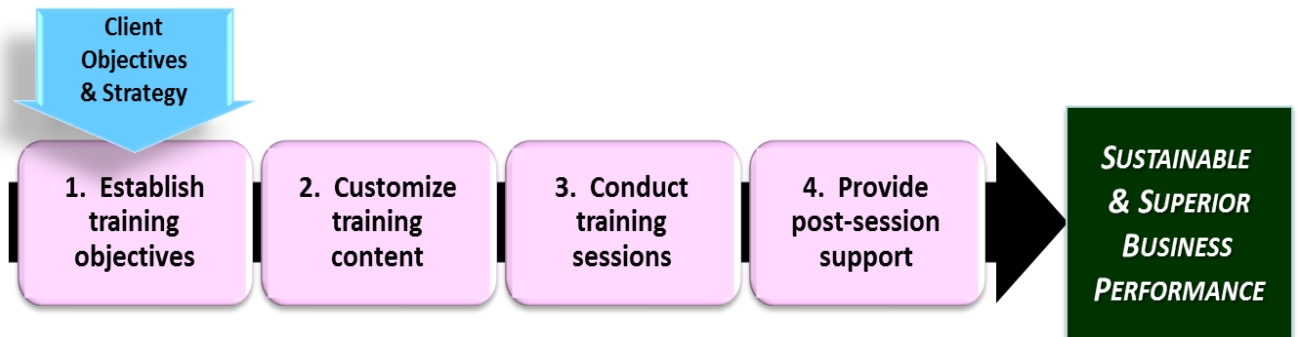 Client
Objectives
& Strategy
1. Establish
training
objectives
2. Customize
training
content
3. Conduct
training
sessions
4. Provide
post-session
support
SUSTAINABLE
& SUPERIOR
BUSINESS
PERFORMANCE